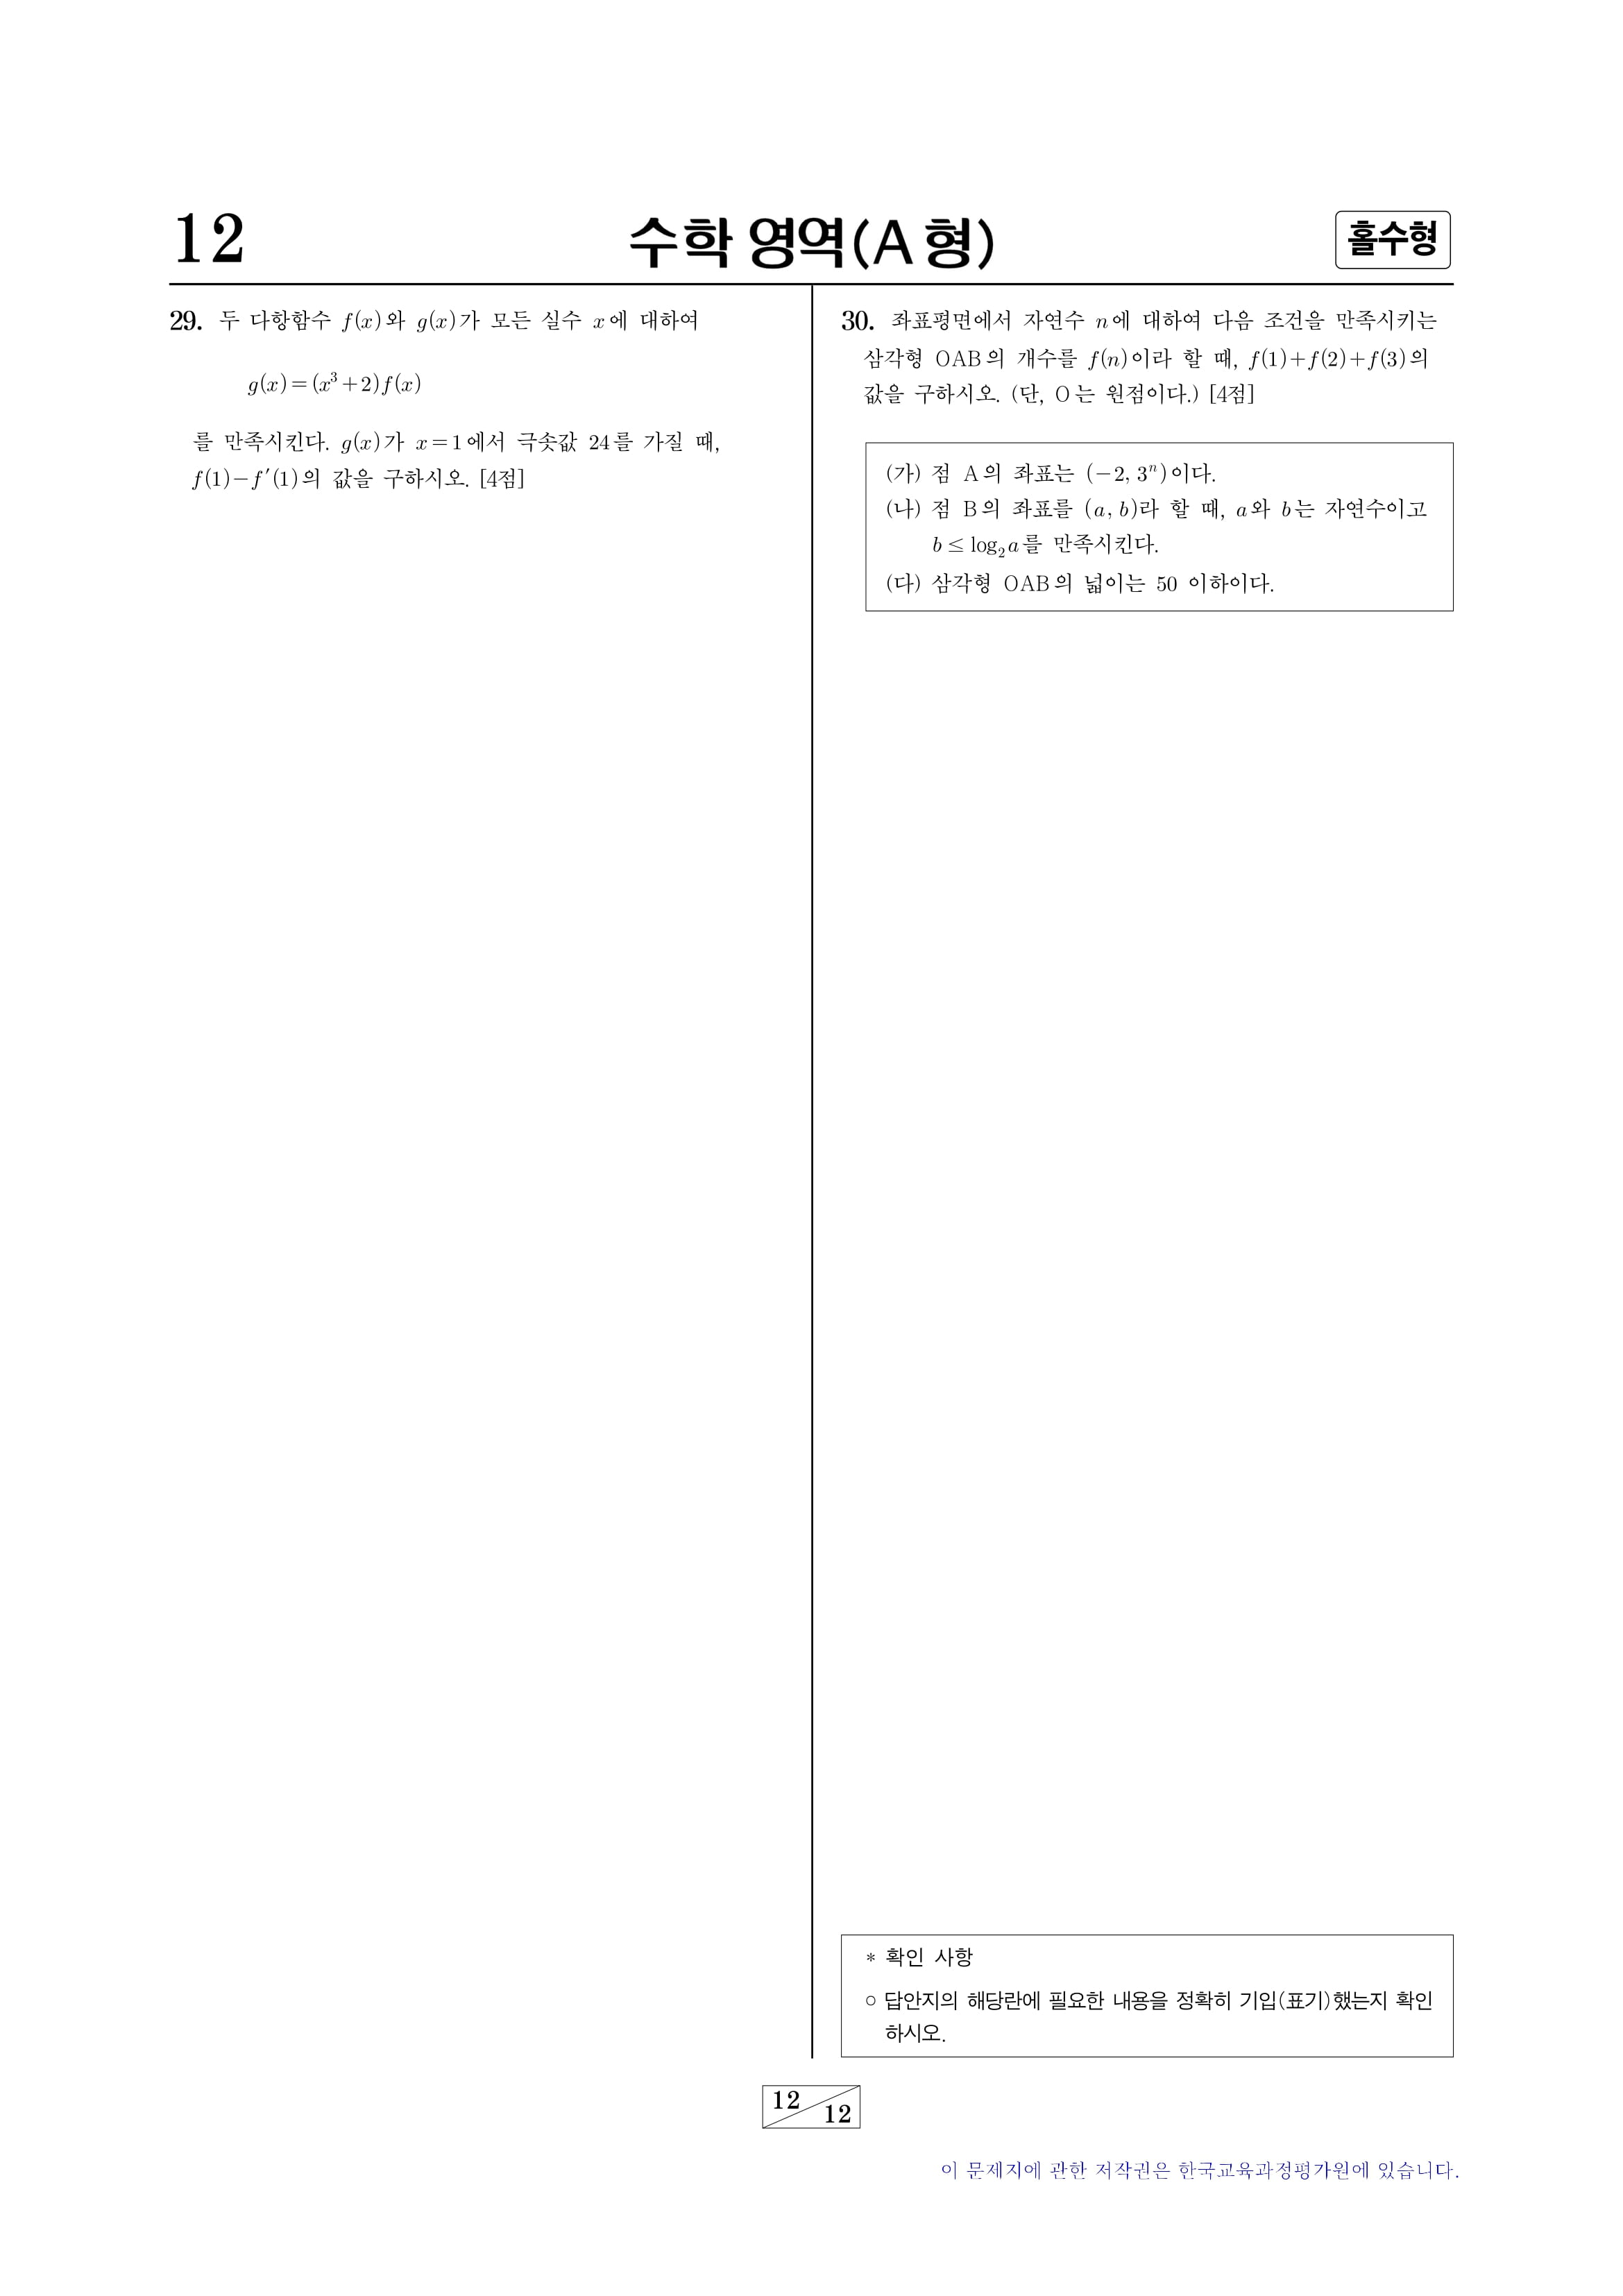 12
수학 영역(A 형)
홀수형
29. 두 다항함수 f(x)와 g(x)가 모든 실수 x에 대하여
g(x)=(x³+2)f(x)
를 만족시킨다. g(x)가 x=1에서 극솟값 24를 가질 때,
f(1)−f′(1)의 값을 구하시오. [4점]
30. 좌표평면에서 자연수 n에 대하여 다음 조건을 만족시키는
삼각형 OAB의 개수를 f(n)이라 할 때, f(1)+f(2)+f(3)의
값을 구하시오. (단, O는 원점이다.) [4점]
(가) 점 A의 좌표는 (−2, 3ⁿ)이다.
(나) 점 B의 좌표를 (a, b)라 할 때, a와 b는 자연수이고
b ≤ log₂a를 만족시킨다.
(다) 삼각형 OAB의 넓이는 50 이하이다.
* 확인 사항
○ 답안지의 해당란에 필요한 내용을 정확히 기입(표기)했는지 확인
하시오.
12
12
이 문제지에 관한 저작권은 한국교육과정평가원에 있습니다.